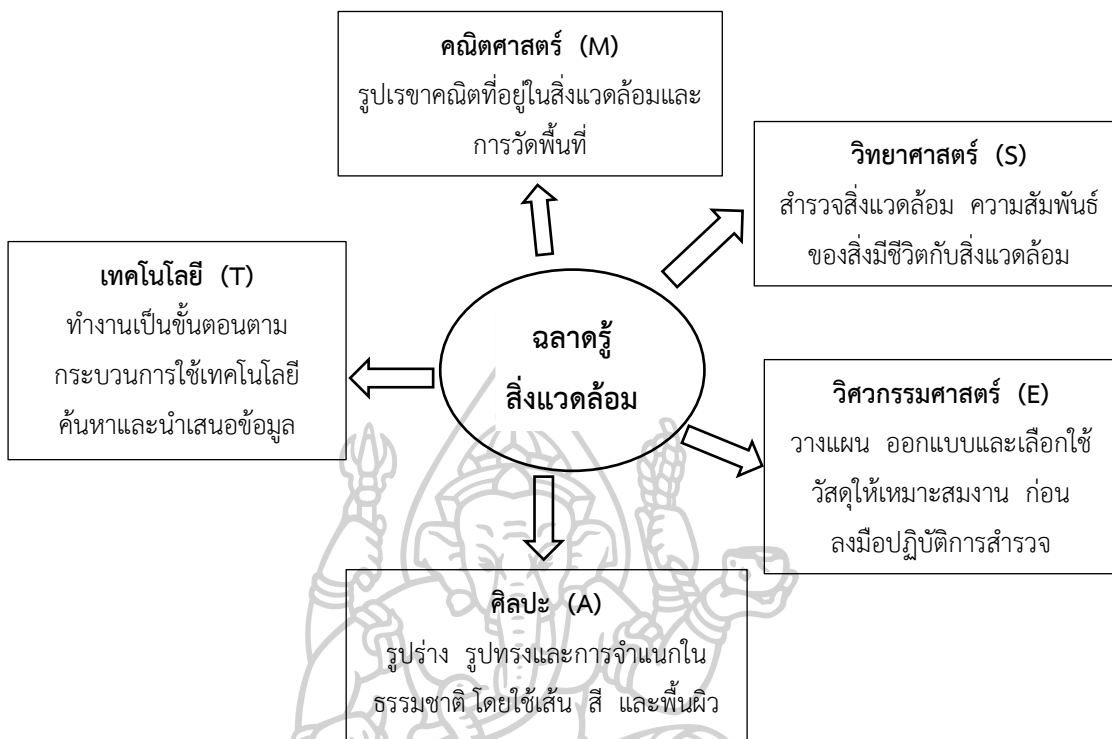 คณิตศาสตร์ (M)
รูปเรขาคณิตที่อยู่ในสิ่งแวดล้อมและ
การวัดพื้นที่
วิทยาศาสตร์ (S)
สำรวจสิ่งแวดล้อม ความสัมพันธ์
ของสิ่งมีชีวิตกับสิ่งแวดล้อม
เทคโนโลยี (T)
ทำงานเป็นขั้นตอนตาม
กระบวนการใช้เทคโนโลยี
ค้นหาและนำเสนอข้อมูล
ฉลาดรู้
สิ่งแวดล้อม
วิศวกรรมศาสตร์ (E)
วางแผน ออกแบบและเลือกใช้
วัสดุให้เหมาะสมงาน ก่อน
ลงมือปฏิบัติการสำรวจ
ศิลปะ (A)
รูปร่าง รูปทรงและการจำแนกใน
ธรรมชาติ โดยใช้เส้น สี และพื้นผิว